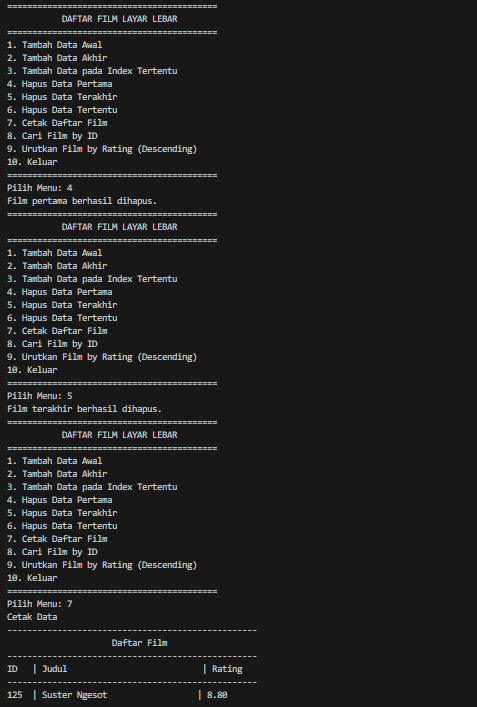 ==========================================
DAFTAR FILM LAYAR LEBAR
==========================================
1. Tambah Data Awal
2. Tambah Data Akhir
3. Tambah Data pada Index Tertentu
4. Hapus Data Pertama
5. Hapus Data Terakhir
6. Hapus Data Tertentu
7. Cetak Daftar Film
8. Cari Film by ID
9. Urutkan Film by Rating (Descending)
10. Keluar
==========================================
Pilih Menu: 4
Film pertama berhasil dihapus.
==========================================
DAFTAR FILM LAYAR LEBAR
==========================================
1. Tambah Data Awal
2. Tambah Data Akhir
3. Tambah Data pada Index Tertentu
4. Hapus Data Pertama
5. Hapus Data Terakhir
6. Hapus Data Tertentu
7. Cetak Daftar Film
8. Cari Film by ID
9. Urutkan Film by Rating (Descending)
10. Keluar
==========================================
Pilih Menu: 5
Film terakhir berhasil dihapus.
==========================================
DAFTAR FILM LAYAR LEBAR
==========================================
1. Tambah Data Awal
2. Tambah Data Akhir
3. Tambah Data pada Index Tertentu
4. Hapus Data Pertama
5. Hapus Data Terakhir
6. Hapus Data Tertentu
7. Cetak Daftar Film
8. Cari Film by ID
9. Urutkan Film by Rating (Descending)
10. Keluar
==========================================
Pilih Menu: 7
Cetak Data
--------------------------------------------------
Daftar Film
--------------------------------------------------
ID | Judul | Rating
--------------------------------------------------
125 | Suster Ngesot | 8.80